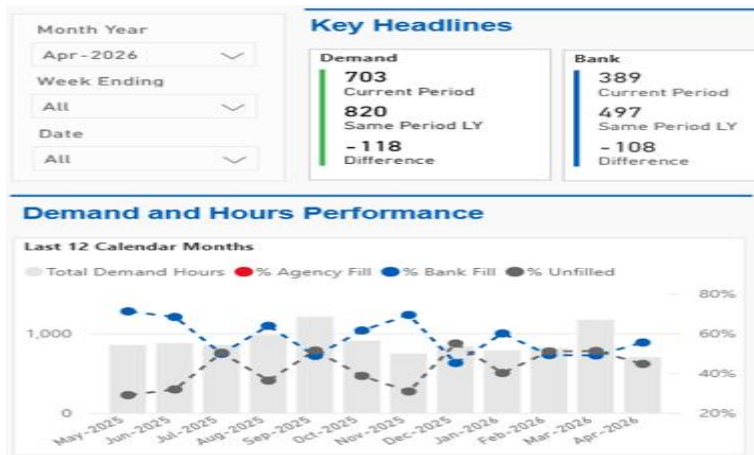 Month Year
Apr-2026
Week Ending
All
Date
All
Key Headlines
Demand
703
Current Period
820
Same Period LY
-118
Difference
Bank
389
Current Period
497
Same Period LY
-108
Difference
Demand and Hours Performance
Last 12 Calendar Months
Total Demand Hours % Agency Fill % Bank Fill % Unfilled
80%
1,000 60%
40%
0 20%
May-2025 Jun-2025 Jul-2025 Aug-2025 Sep-2025 Oct-2025 Nov-2025 Dec-2025 Jan-2026 Feb-2026 Mar-2026 Apr-2026